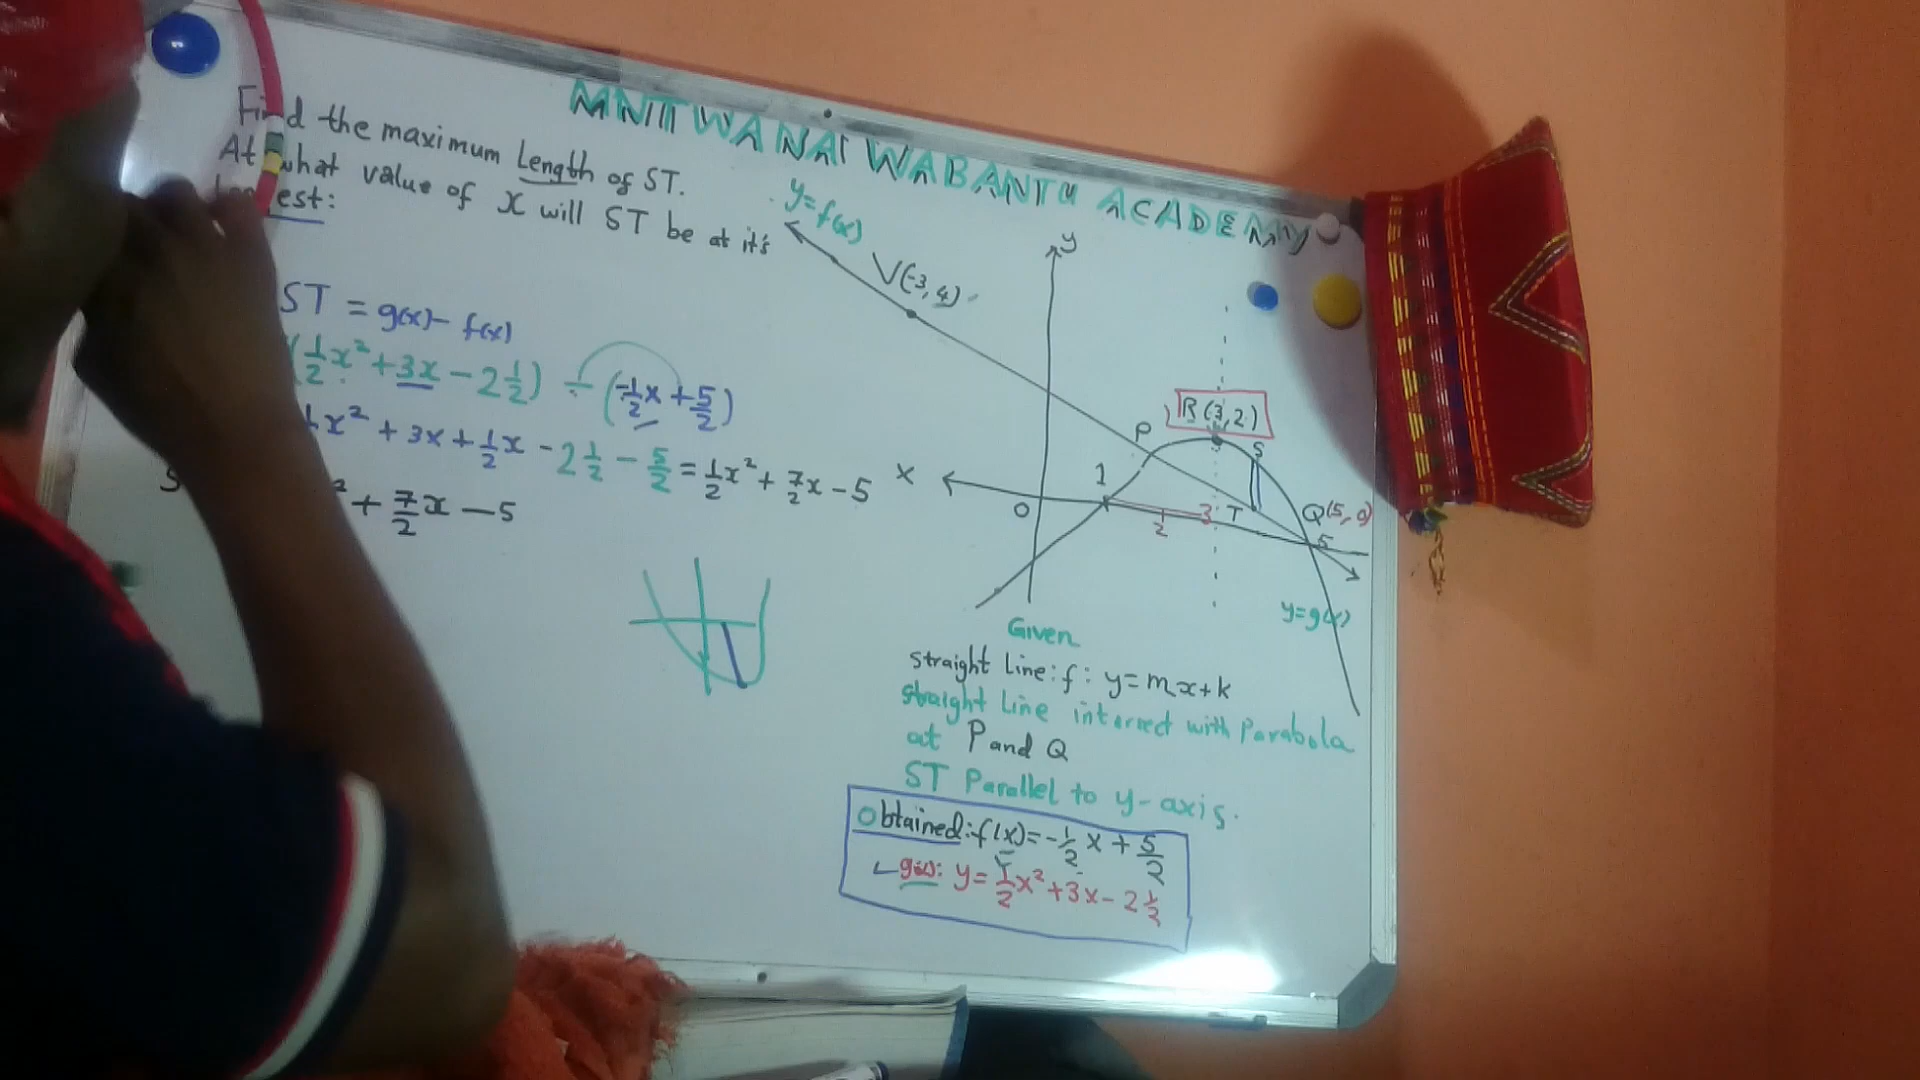 MNTWANA WABANTU ACADEMY
Find the maximum Length of ST.
At what value of x will ST be at it's
est:
ST = g(x) - f(x)
(1/2x² + 3x - 2 1/2) - (-1/2x + 5/2)
x² + 3x + 1/2x - 2 1/2 - 5/2 = 1/2x² + 7/2x - 5
² + 7/2x - 5
y=f(x)
V(-3, 4)
y
R(3, 2)
P
S
x
1
0
2
3
T
Q(5, 0)
5
y=g(x)
Given
straight line: f: y = mx+k
straight line intersect with Parabola
at P and Q
ST Parallel to y-axis.
Obtained: f(x) = -1/2x + 5/2
g(x): y = 1/2x² + 3x - 2 1/2